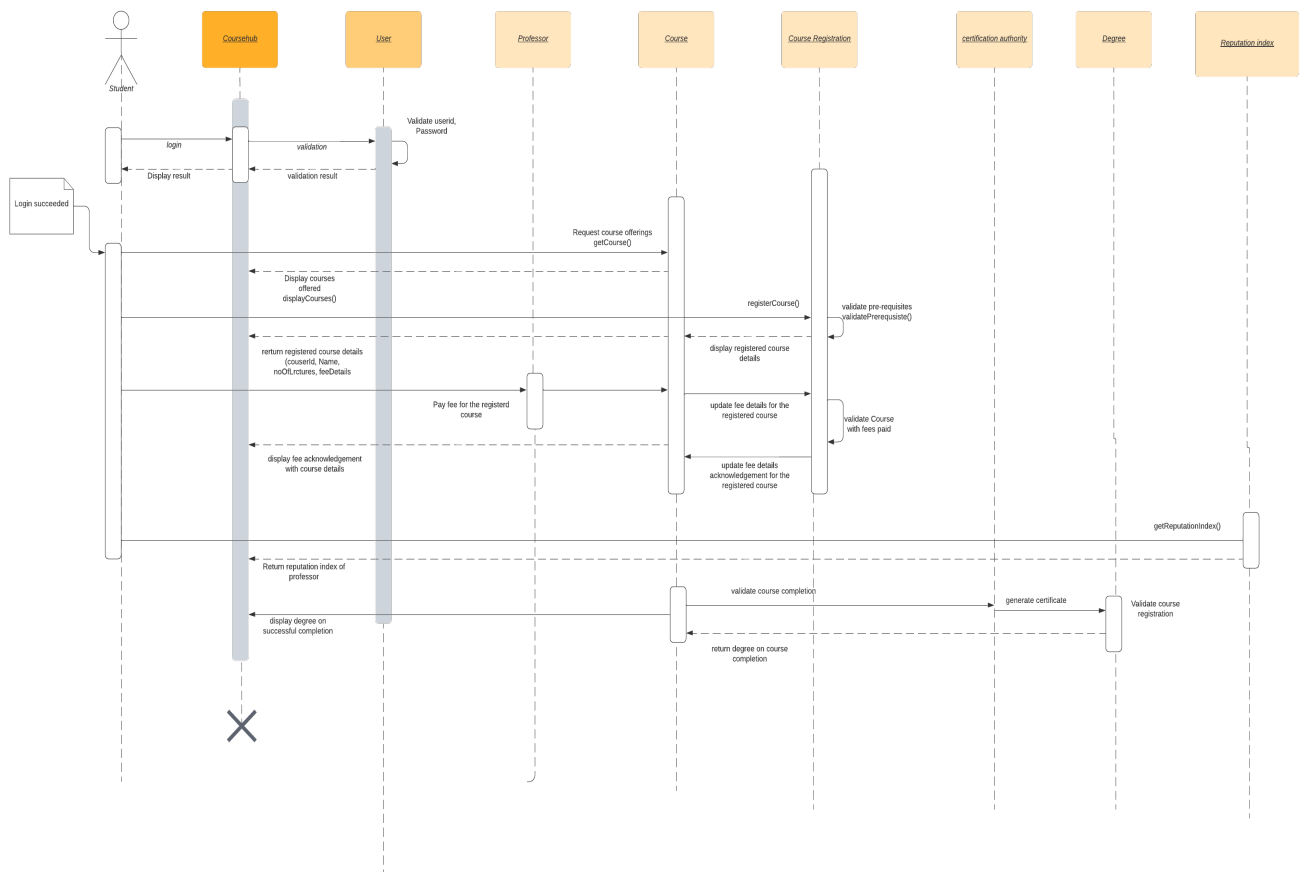 Coursehub
User
Professor
Course
Course Registration
certification authority
Degree
Reputation index
Student
Validate userid,
Password
login
validation
Display result
validation result
Login succeeded
Request course offerings
getCourse()
Display courses
offered
displayCourses()
registerCourse()
validate pre-requisites
validatePrerequsiste()
rerturn registered course details
(couserId, Name,
noOfLrctures, feeDetails
display registered course
details
Pay fee for the registerd
course
update fee details for the
registered course
validate Course
with fees paid
display fee acknowledgement
with course details
update fee details
acknowledgement for the
registered course
getReputationIndex()
Return reputation index of
professor
validate course completion
generate certificate
Validate course
registration
display degree on
successful completion
return degree on course
completion